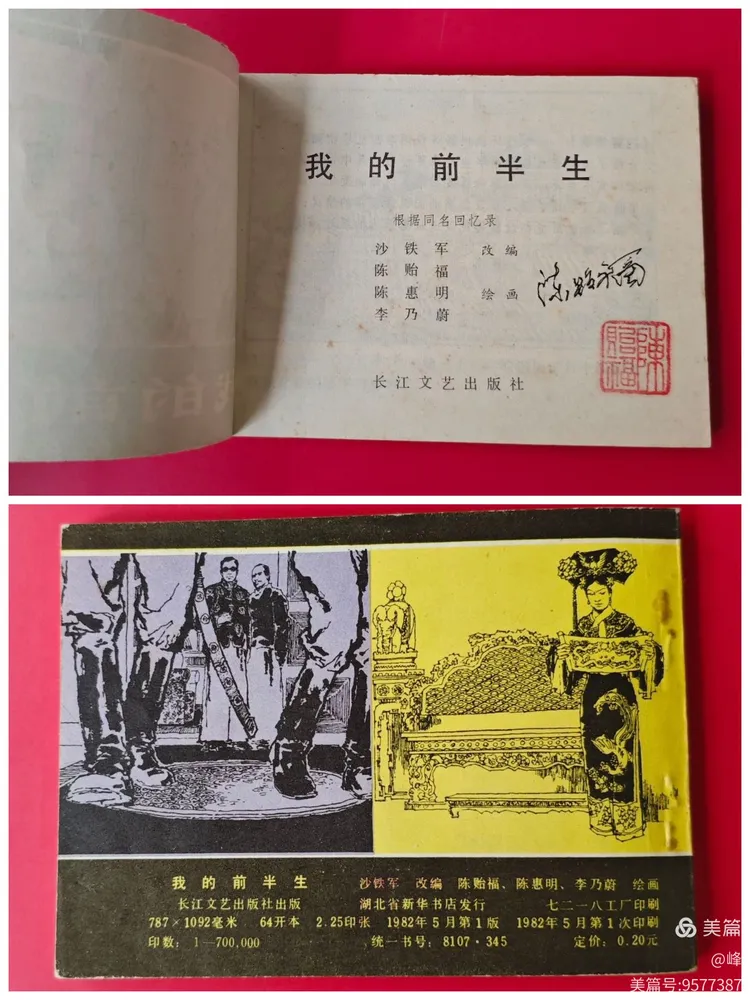 我的前半生
根据同名回忆录
沙铁军 改编
陈贻福
陈惠明 绘画
李乃蔚
陈贻福
陈贻福
长江文艺出版社
我的前半生 沙铁军 改编 陈贻福、陈惠明、李乃蔚 绘画
长江文艺出版社出版 湖北省新华书店发行 七二一八工厂印刷
787×1092毫米 64开本 2.25印张 1982年5月第1版 1982年5月第1次印刷
印数：1—700,000 统一书号：8107·345 定价：0.20元
美篇
@峰
美篇号:9577387